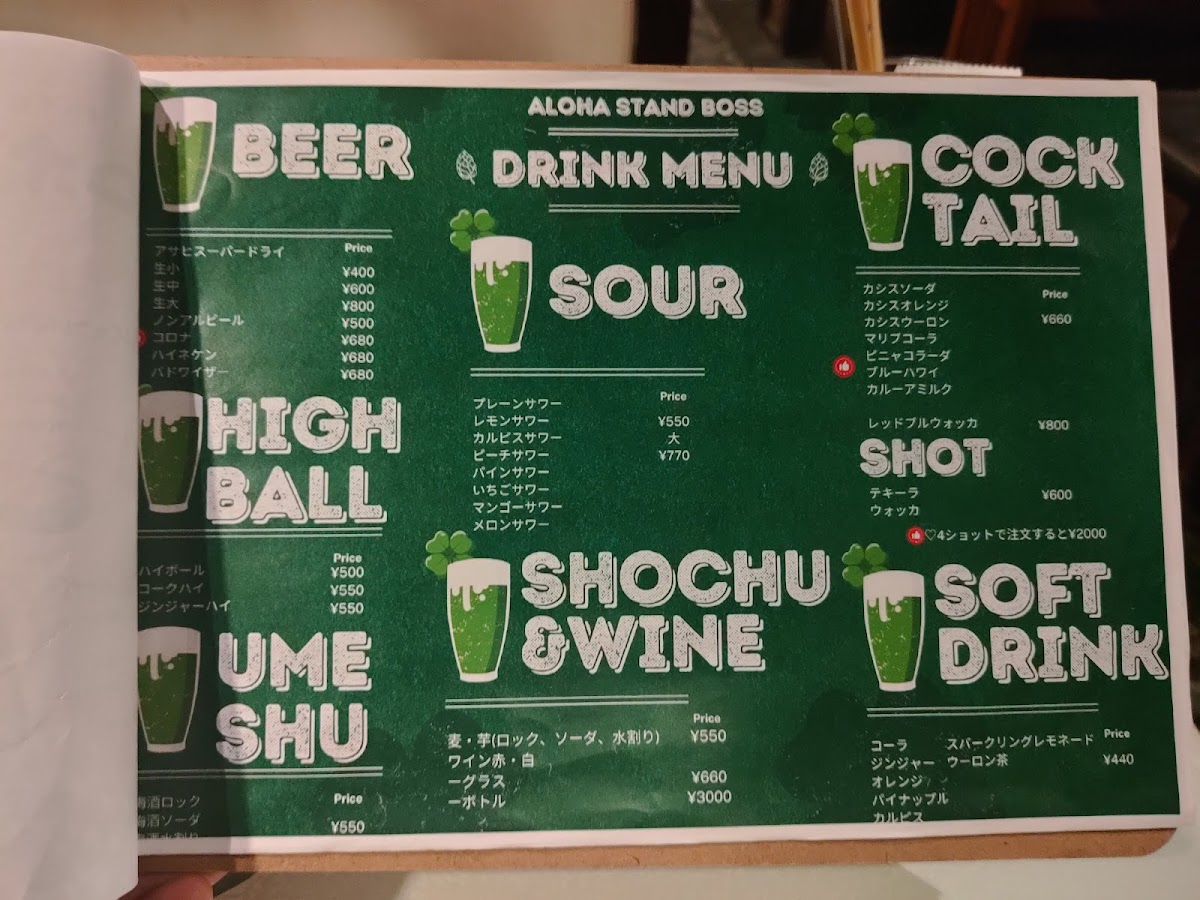 ALOHA STAND BOSS
DRINK MENU
BEER
Price
アサヒスーパードライ
生小 ¥400
生中 ¥600
生大 ¥800
ノンアルビール ¥500
コロナ ¥680
ハイネケン ¥680
バドワイザー ¥680
HIGH
BALL
Price
ハイボール ¥500
コークハイ ¥550
ジンジャーハイ ¥550
UME
SHU
Price
梅酒ロック
梅酒ソーダ ¥550
梅酒水割り
SOUR
Price
プレーンサワー
レモンサワー ¥550
カルピスサワー 大
ピーチサワー ¥770
パインサワー
いちごサワー
マンゴーサワー
メロンサワー
SHOCHU
&WINE
Price
麦・芋(ロック、ソーダ、水割り) ¥550
ワイン赤・白
ーグラス ¥660
ーボトル ¥3000
COCK
TAIL
カシスソーダ
Price
カシスオレンジ
カシスウーロン ¥660
マリブコーラ
ピニャコラーダ
ブルーハワイ
カルーアミルク
レッドブルウォッカ ¥800
SHOT
テキーラ ¥600
ウォッカ
♡4ショットで注文すると¥2000
SOFT
DRINK
Price
コーラ スパークリングレモネード
ジンジャー ウーロン茶 ¥440
オレンジ
パイナップル
カルピス